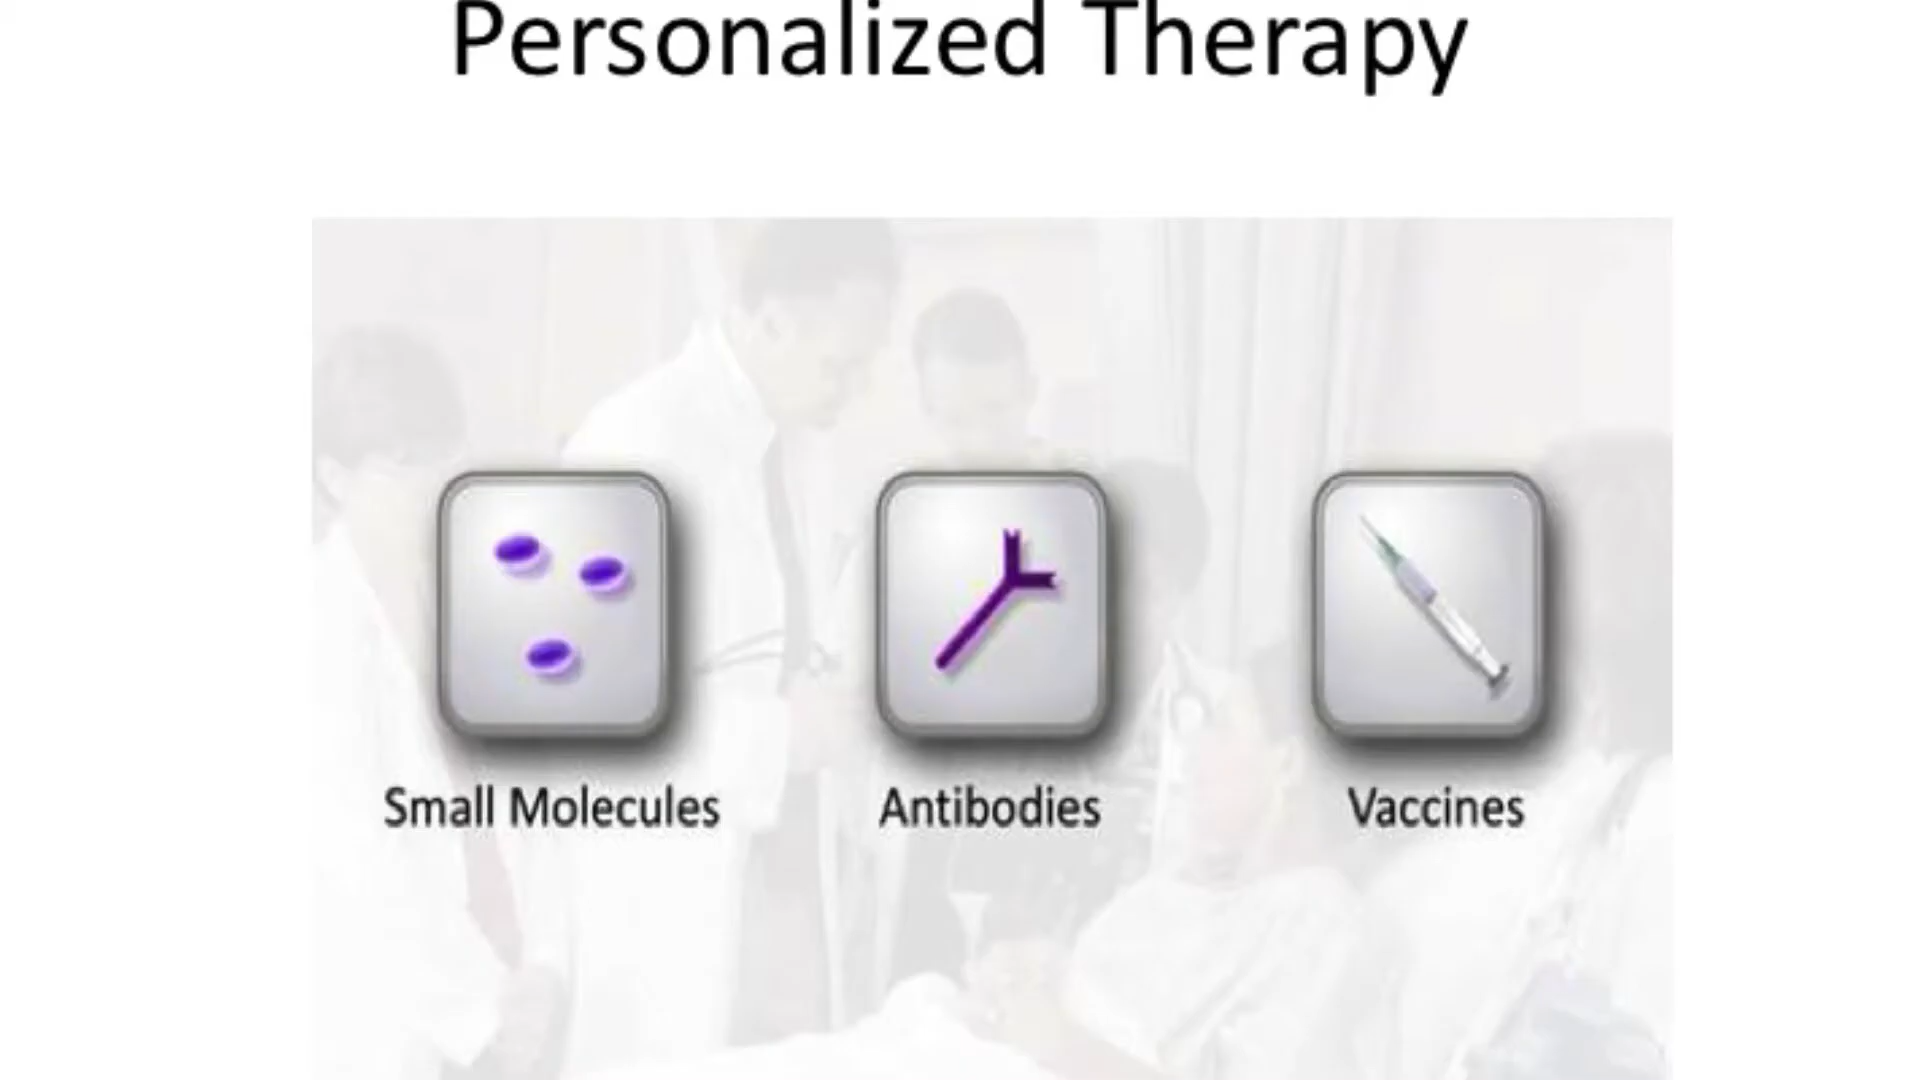 Personalized Therapy
Small Molecules
Antibodies
Vaccines